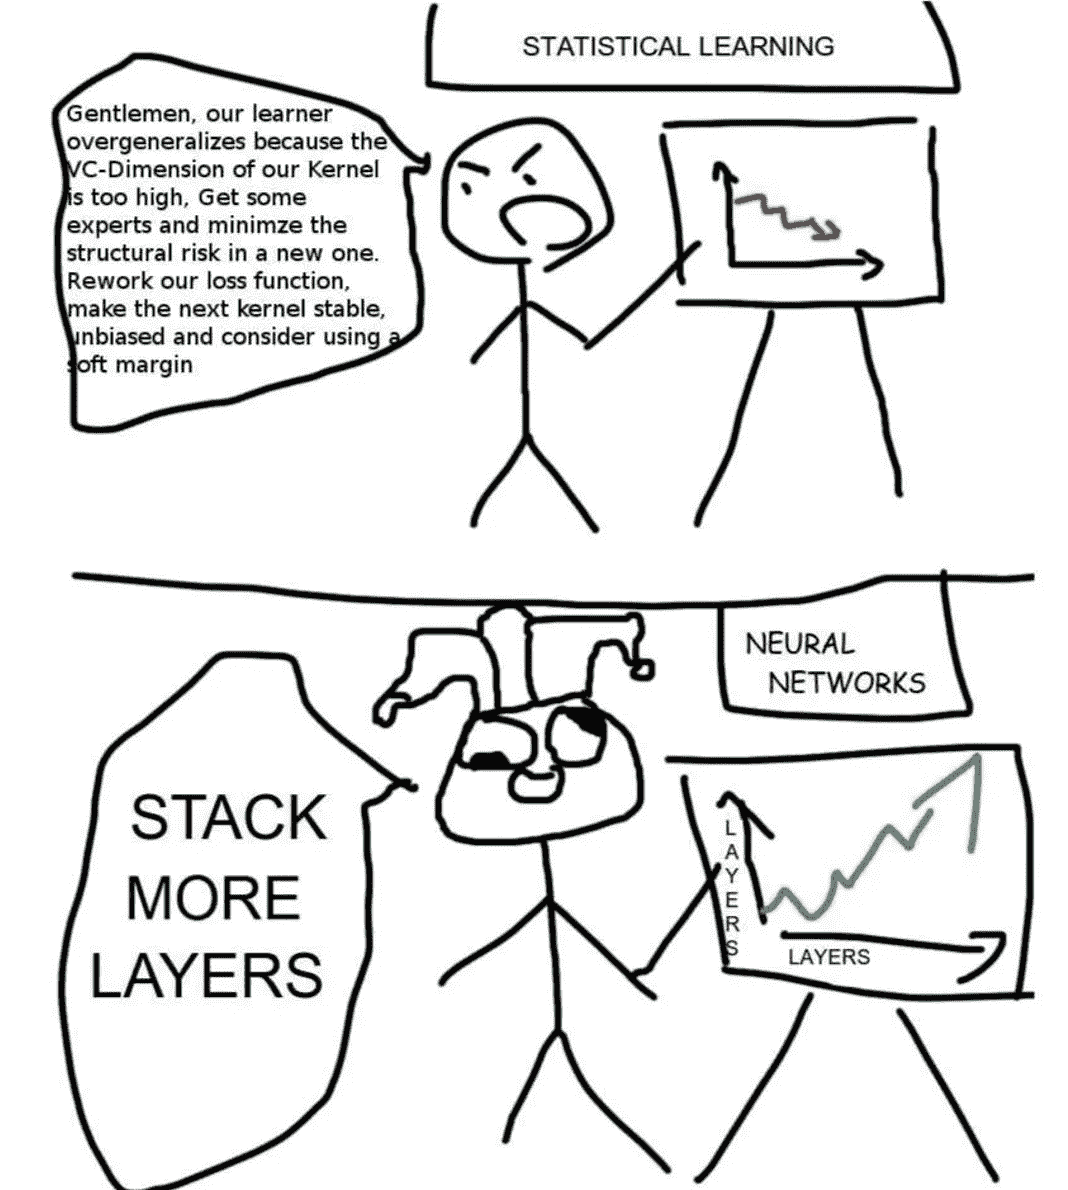 STATISTICAL LEARNING
Gentlemen, our learner
overgeneralizes because the
VC-Dimension of our Kernel
is too high, Get some
experts and minimze the
structural risk in a new one.
Rework our loss function,
make the next kernel stable,
unbiased and consider using a
soft margin
NEURAL
NETWORKS
STACK
MORE
LAYERS
LAYERS
LAYERS